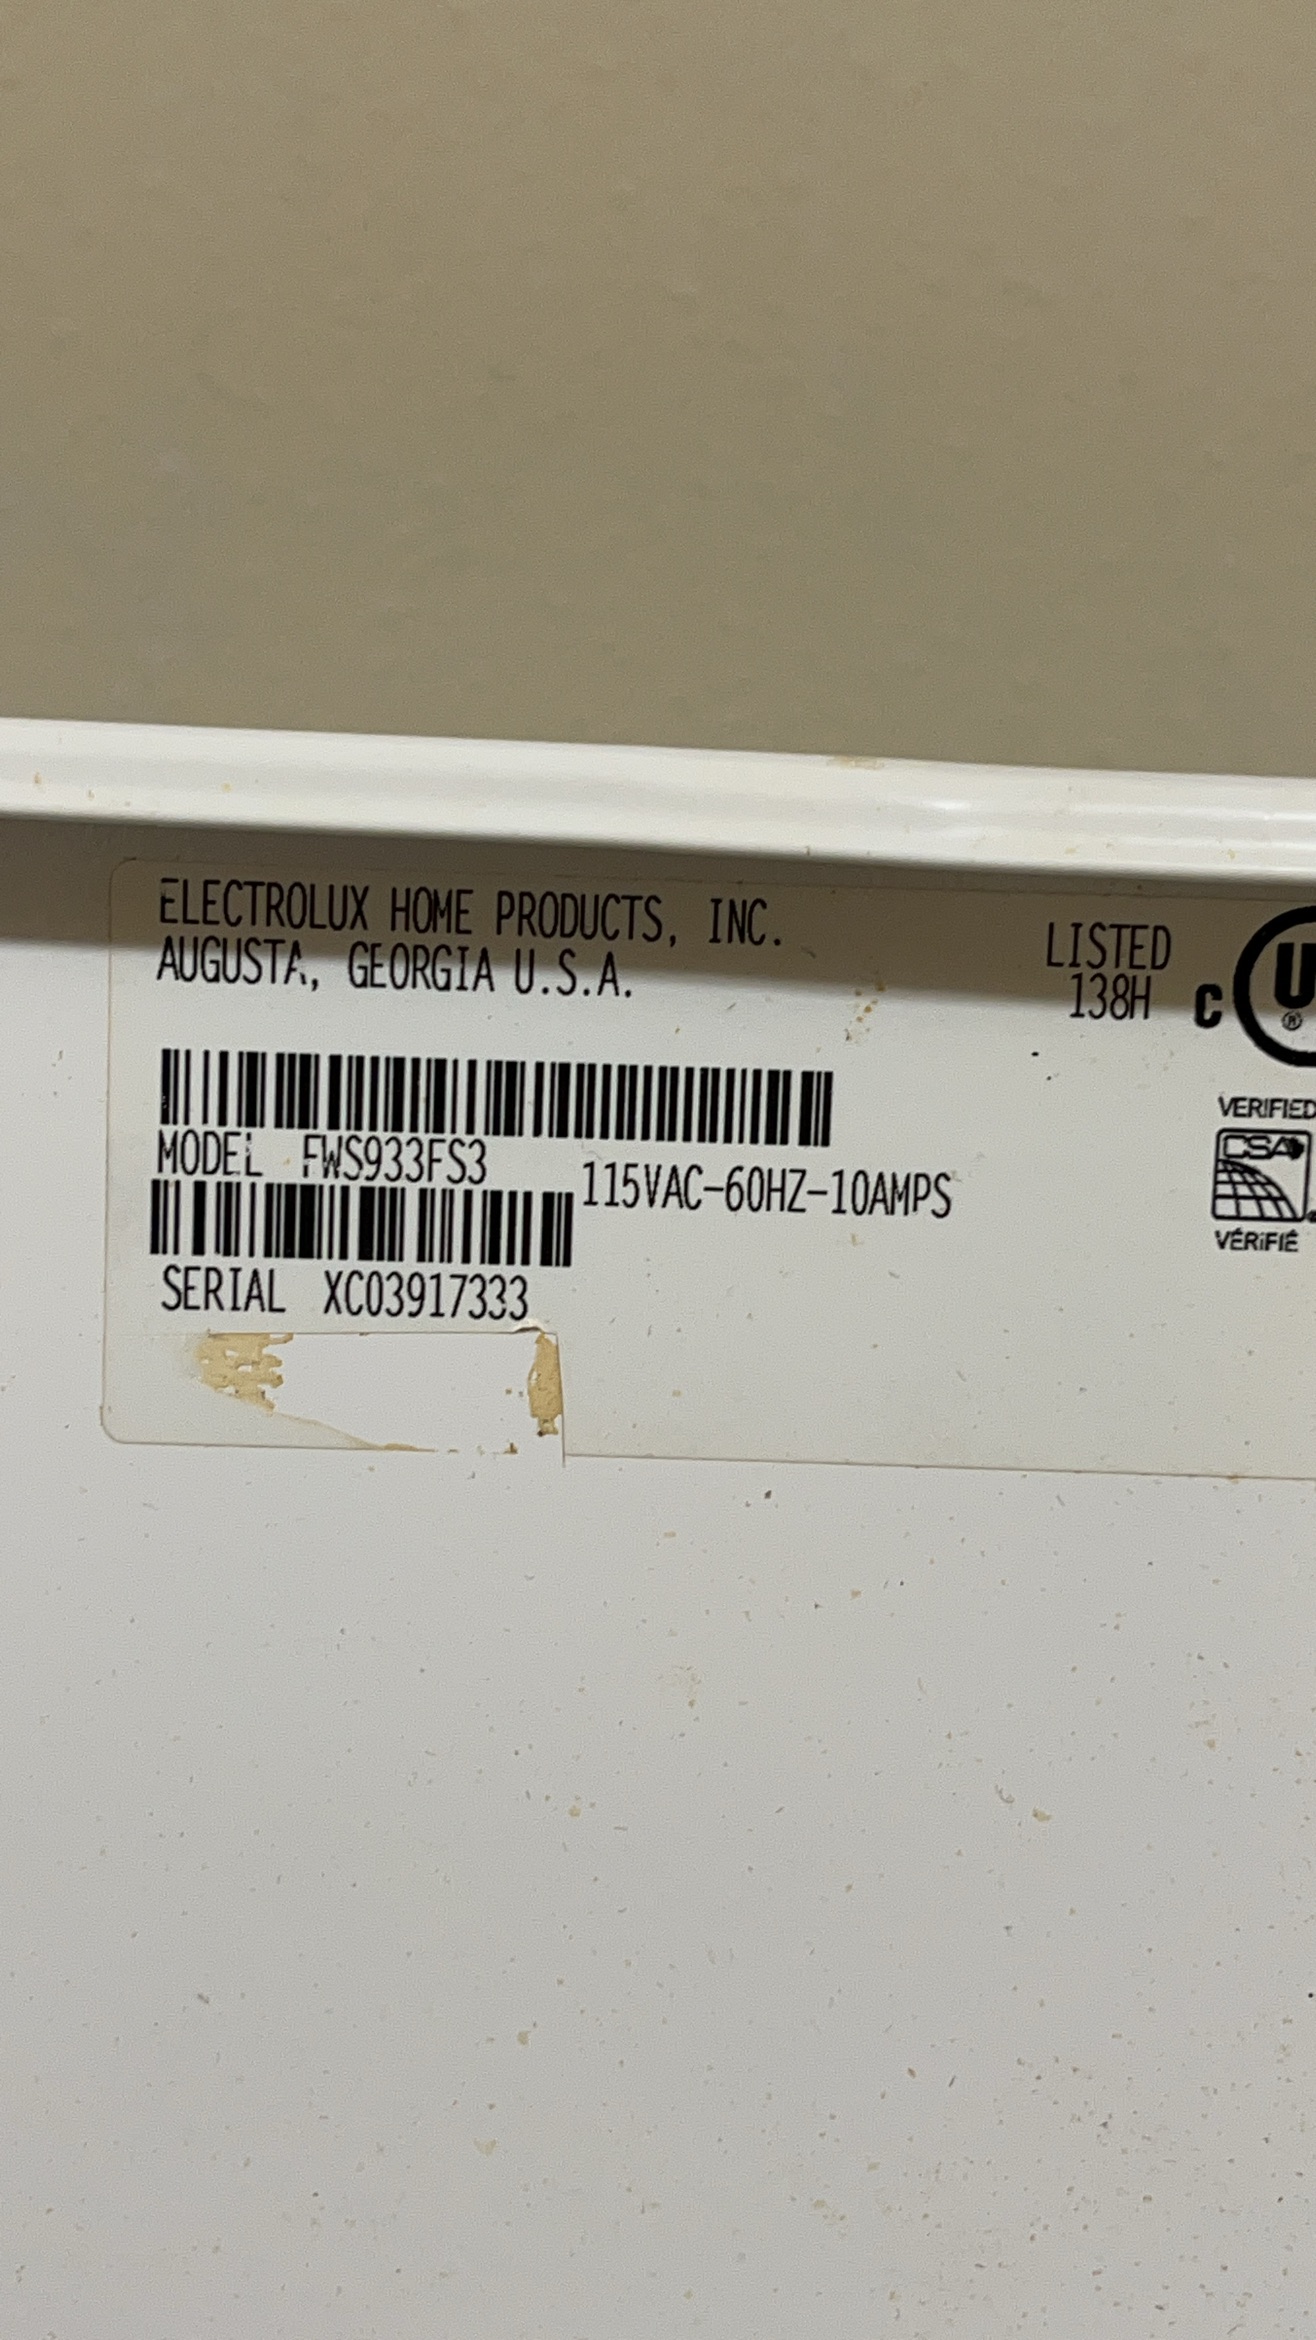 ELECTROLUX HOME PRODUCTS, INC.
AUGUSTA, GEORGIA U.S.A.
LISTED
138H
C U
®
VERIFIED
CSA
®
VÉRIFIÉ
MODEL FWS933FS3
115VAC-60HZ-10AMPS
SERIAL XC03917333